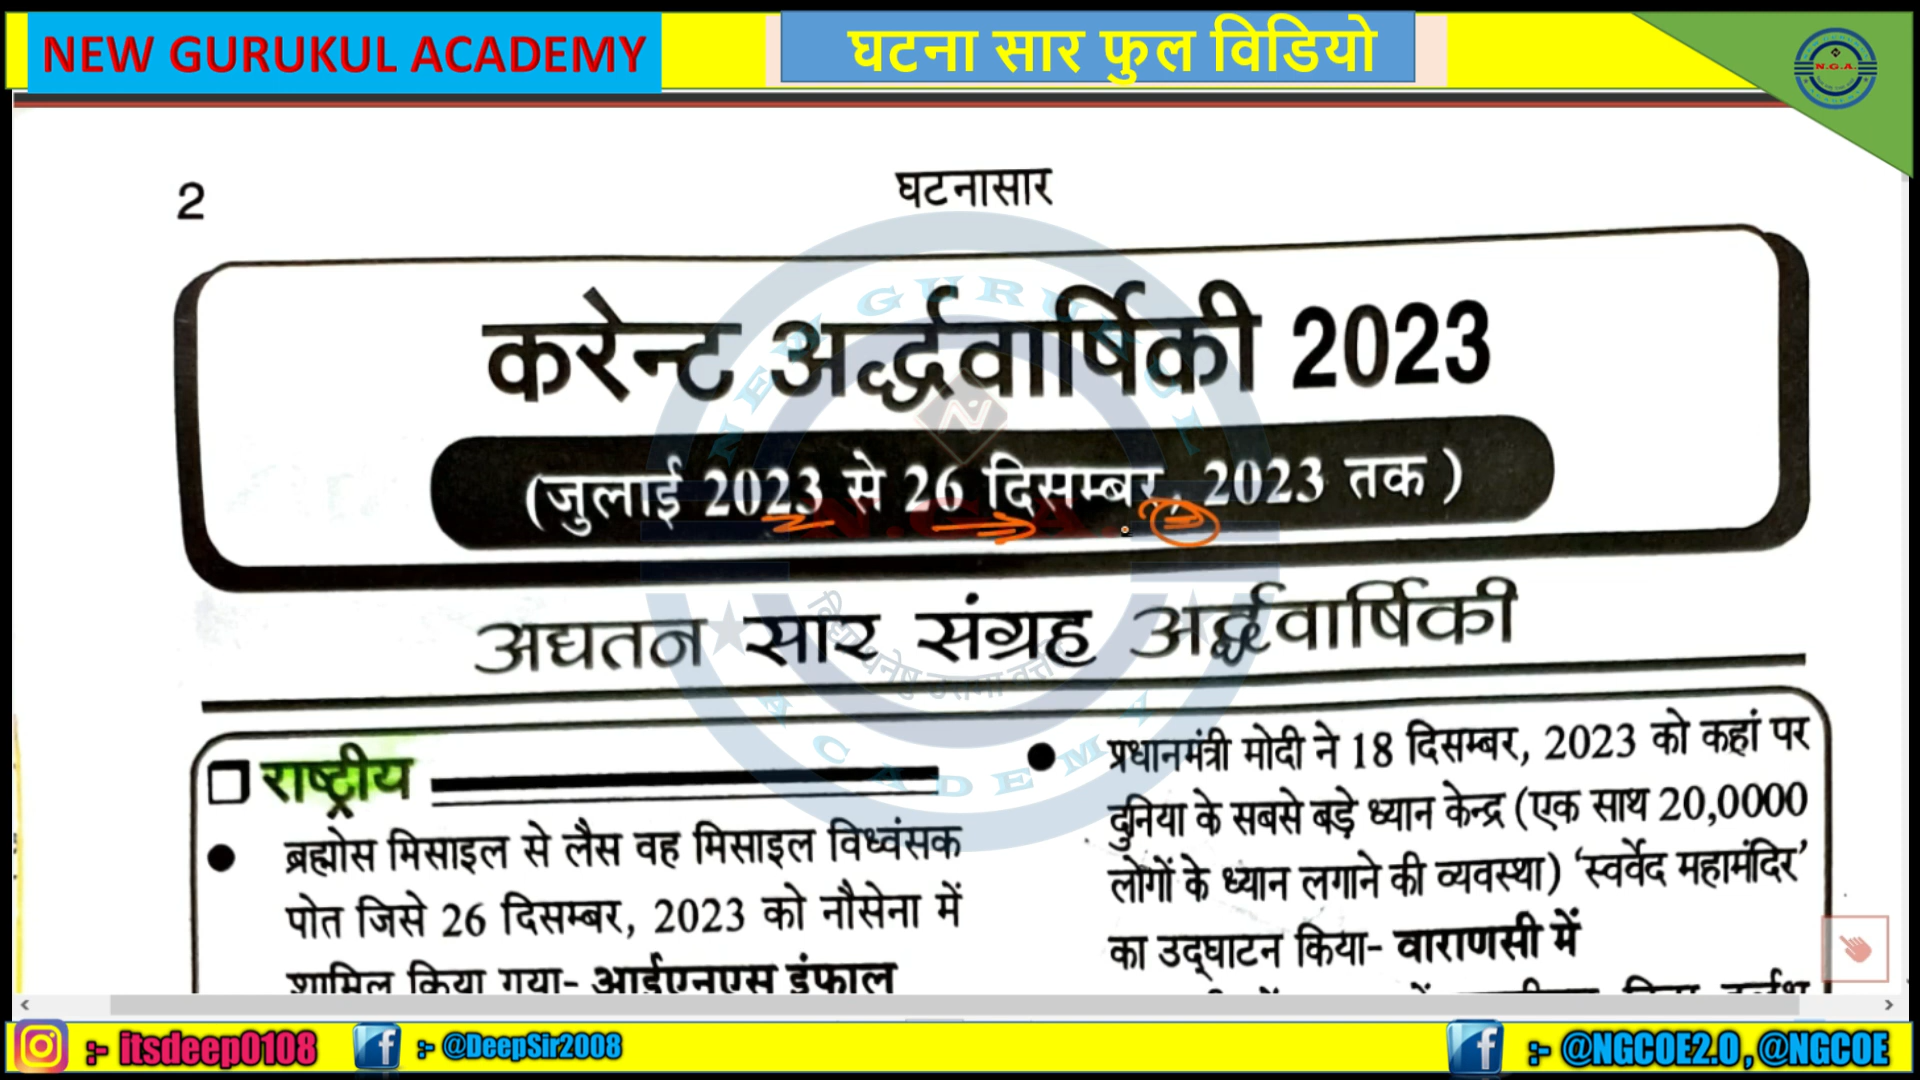 NEW GURUKUL ACADEMY
घटना सार फुल विडियो
N.G.A.
2
घटनासार
करेन्ट अर्द्धवार्षिकी 2023
(जुलाई 2023 से 26 दिसम्बर, 2023 तक )
अद्यतन सार संग्रह अर्द्धवार्षिकी
NEW GURUKUL
N.G.A.
ACADEMY
राष्ट्रीय
ब्रह्मोस मिसाइल से लैस वह मिसाइल विध्वंसक
पोत जिसे 26 दिसम्बर, 2023 को नौसेना में
शामिल किया गया- आईएनएस इंफाल
प्रधानमंत्री मोदी ने 18 दिसम्बर, 2023 को कहां पर
दुनिया के सबसे बड़े ध्यान केन्द्र (एक साथ 20,0000
लोगों के ध्यान लगाने की व्यवस्था) ‘स्वर्वेद महामंदिर’
का उद्घाटन किया- वाराणसी में
:- itsdeep0108
:- @DeepSir2008
:- @NGCOE2.0 , @NGCOE